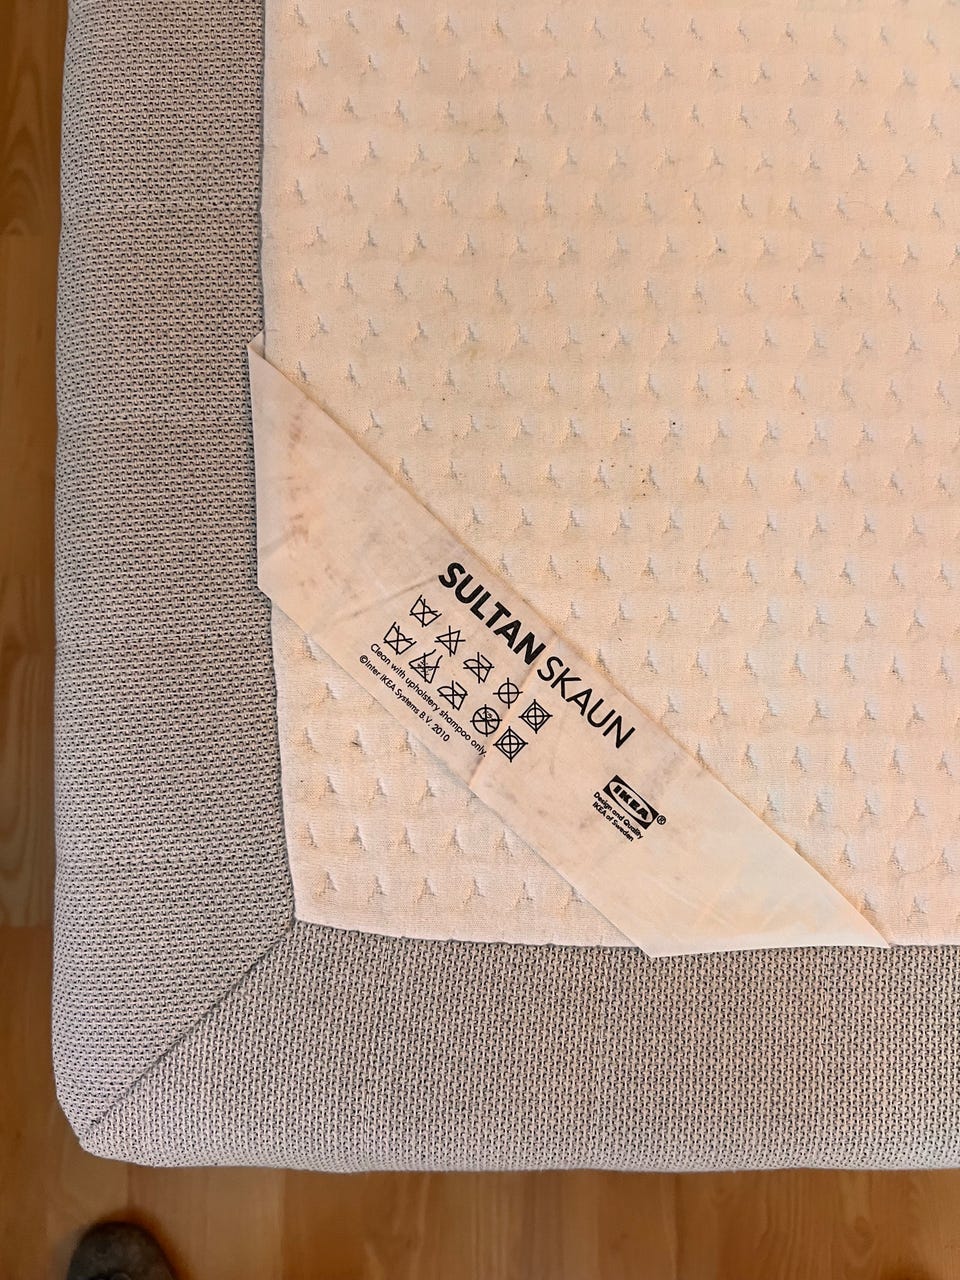 SULTAN SKAUN
Clean with upholstery shampoo only.
©Inter IKEA Systems B.V. 2010
IKEA®
Design and Quality
IKEA of Sweden